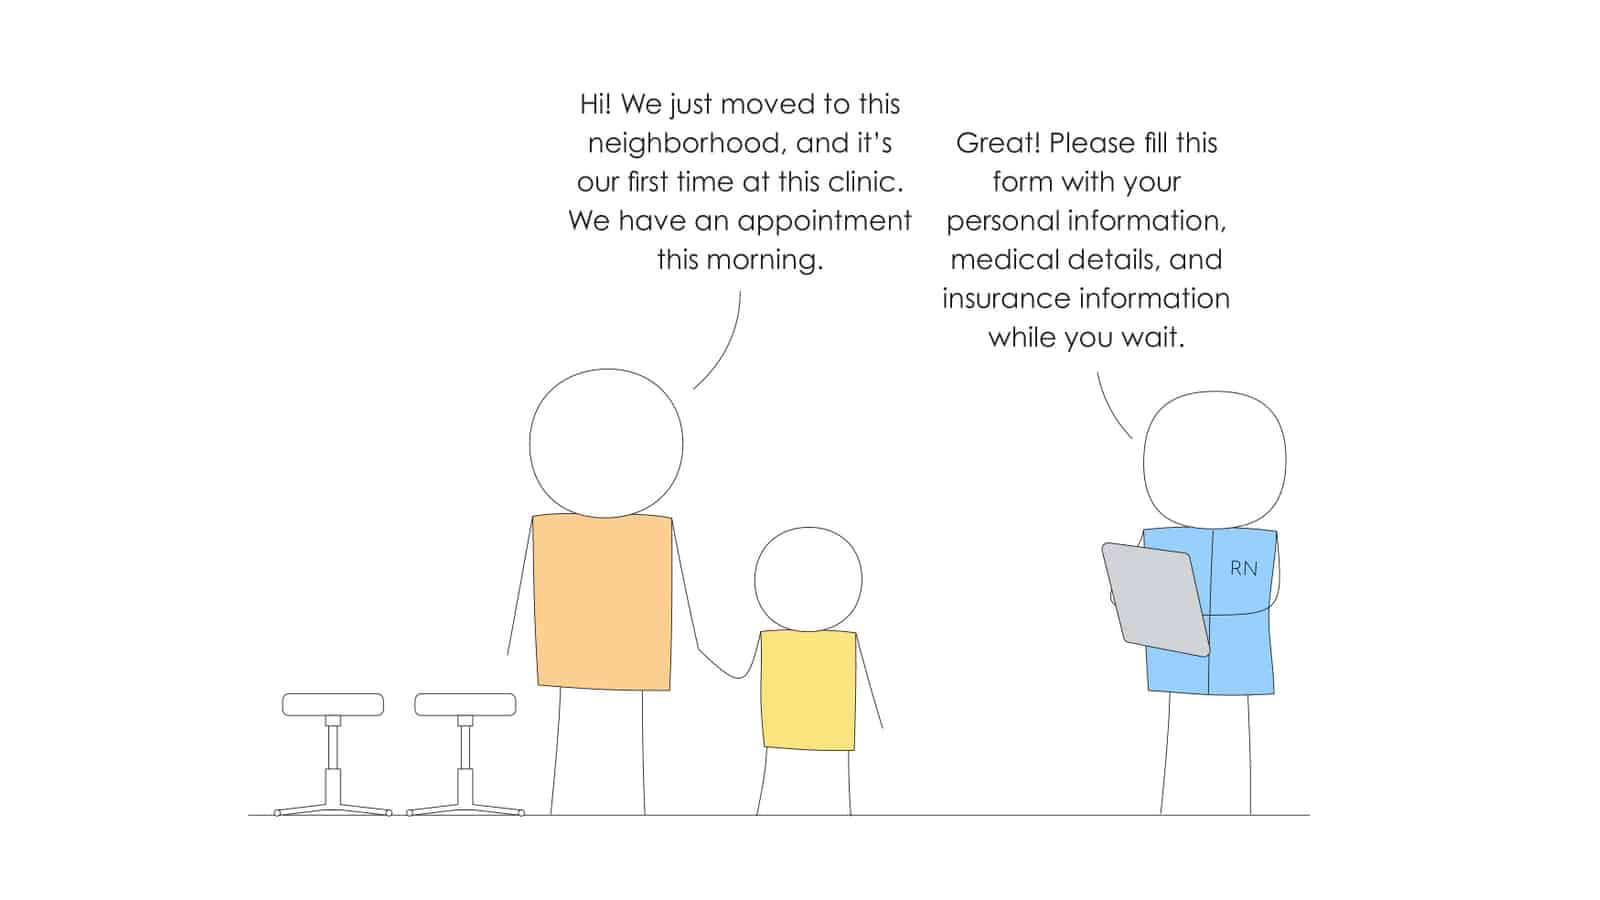 Hi! We just moved to this
neighborhood, and it’s
our first time at this clinic.
We have an appointment
this morning.
Great! Please fill this
form with your
personal information,
medical details, and
insurance information
while you wait.
RN